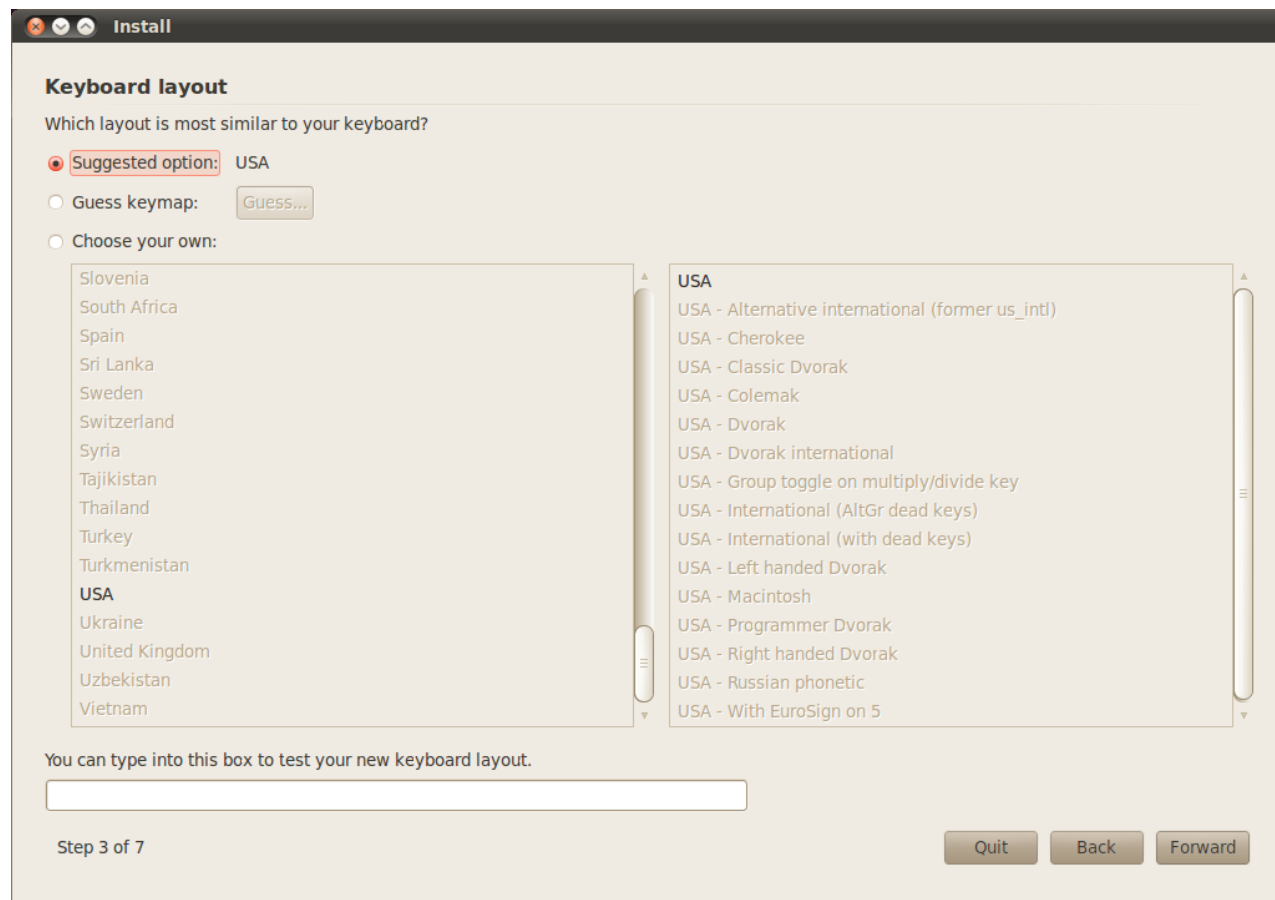 Install
Keyboard layout
Which layout is most similar to your keyboard?
Suggested option: USA
Guess keymap: Guess...
Choose your own:
Slovenia
South Africa
Spain
Sri Lanka
Sweden
Switzerland
Syria
Tajikistan
Thailand
Turkey
Turkmenistan
USA
Ukraine
United Kingdom
Uzbekistan
Vietnam
USA
USA - Alternative international (former us_intl)
USA - Cherokee
USA - Classic Dvorak
USA - Colemak
USA - Dvorak
USA - Dvorak international
USA - Group toggle on multiply/divide key
USA - International (AltGr dead keys)
USA - International (with dead keys)
USA - Left handed Dvorak
USA - Macintosh
USA - Programmer Dvorak
USA - Right handed Dvorak
USA - Russian phonetic
USA - With EuroSign on 5
You can type into this box to test your new keyboard layout.
Step 3 of 7
Quit Back Forward